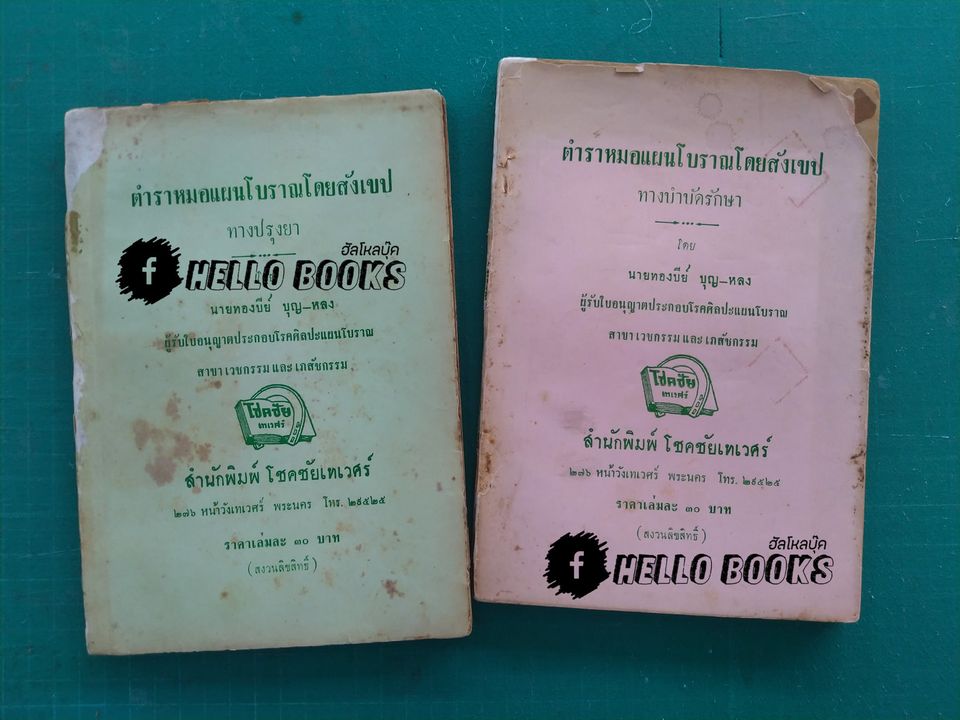 ตำราหมอแผนโบราณโดยสังเขป
ทางปรุงยา
ฮัลโหลบุ๊ค
f HELLO BOOKS
นายทองบีย์ บุญ-หลง
ผู้รับใบอนุญาตประกอบโรคศิลปะแผนโบราณ
สาขาเวชกรรม และ เภสัชกรรม
โชคชัย
เทเวศร์
สำนักพิมพ์ โชคชัยเทเวศร์
๒๗๖ หน้าวังเทเวศร์ พระนคร โทร. ๒๙๕๒๕
ราคาเล่มละ ๓๐ บาท
(สงวนลิขสิทธิ์)
ตำราหมอแผนโบราณโดยสังเขป
ทางบำบัดรักษา
โดย
นายทองบีย์ บุญ-หลง
ผู้รับใบอนุญาตประกอบโรคศิลปะแผนโบราณ
สาขาเวชกรรม และ เภสัชกรรม
โชคชัย
เทเวศร์
สำนักพิมพ์ โชคชัยเทเวศร์
๒๗๖ หน้าวังเทเวศร์ พระนคร โทร. ๒๙๕๒๕
ราคาเล่มละ ๓๐ บาท
(สงวนลิขสิทธิ์)
ฮัลโหลบุ๊ค
f HELLO BOOKS